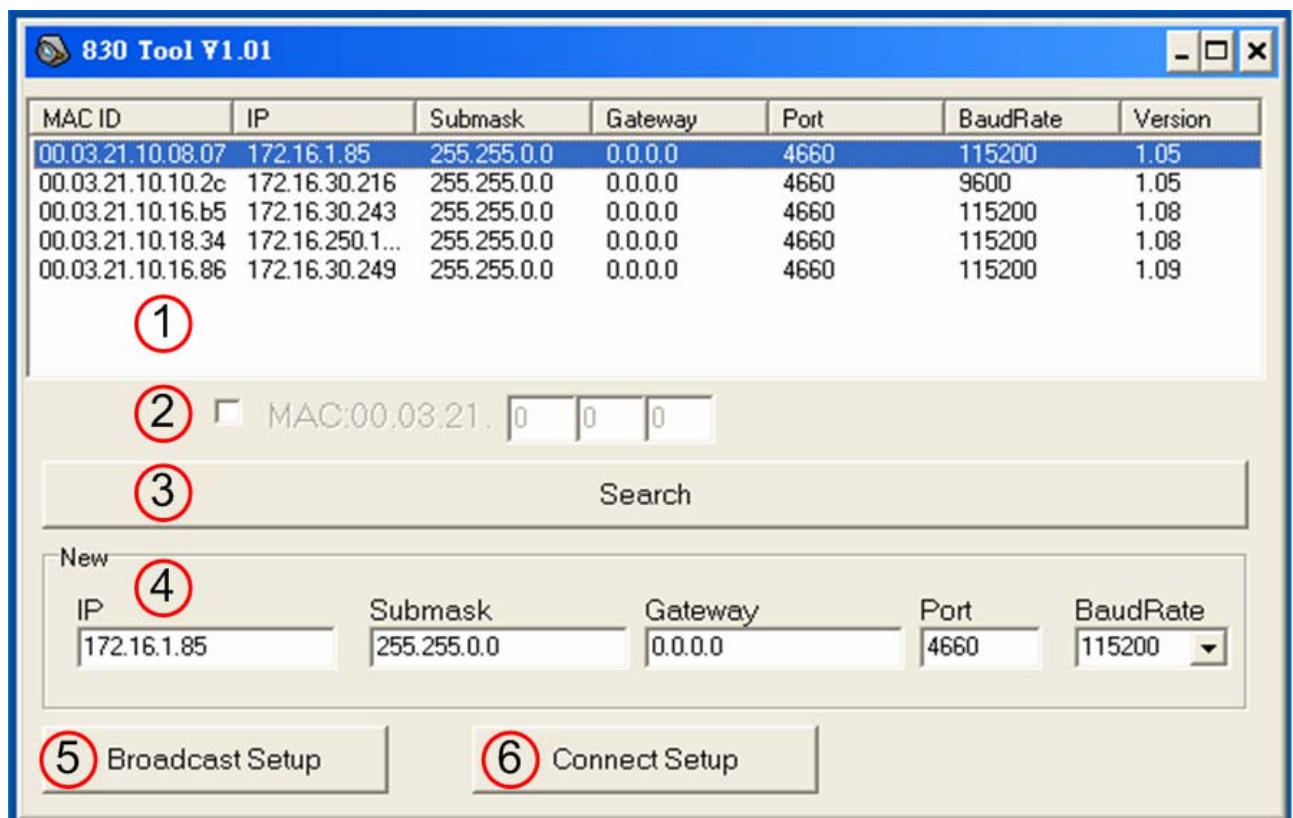 830 Tool V1.01
MAC ID IP Submask Gateway Port BaudRate Version
00.03.21.10.08.07 172.16.1.85 255.255.0.0 0.0.0.0 4660 115200 1.05
00.03.21.10.10.2c 172.16.30.216 255.255.0.0 0.0.0.0 4660 9600 1.05
00.03.21.10.16.b5 172.16.30.243 255.255.0.0 0.0.0.0 4660 115200 1.08
00.03.21.10.18.34 172.16.250.1... 255.255.0.0 0.0.0.0 4660 115200 1.08
00.03.21.10.16.86 172.16.30.249 255.255.0.0 0.0.0.0 4660 115200 1.09
1
2 MAC:00.03.21. 0 0 0
3 Search
New
4
IP Submask Gateway Port BaudRate
172.16.1.85 255.255.0.0 0.0.0.0 4660 115200
5 Broadcast Setup 6 Connect Setup